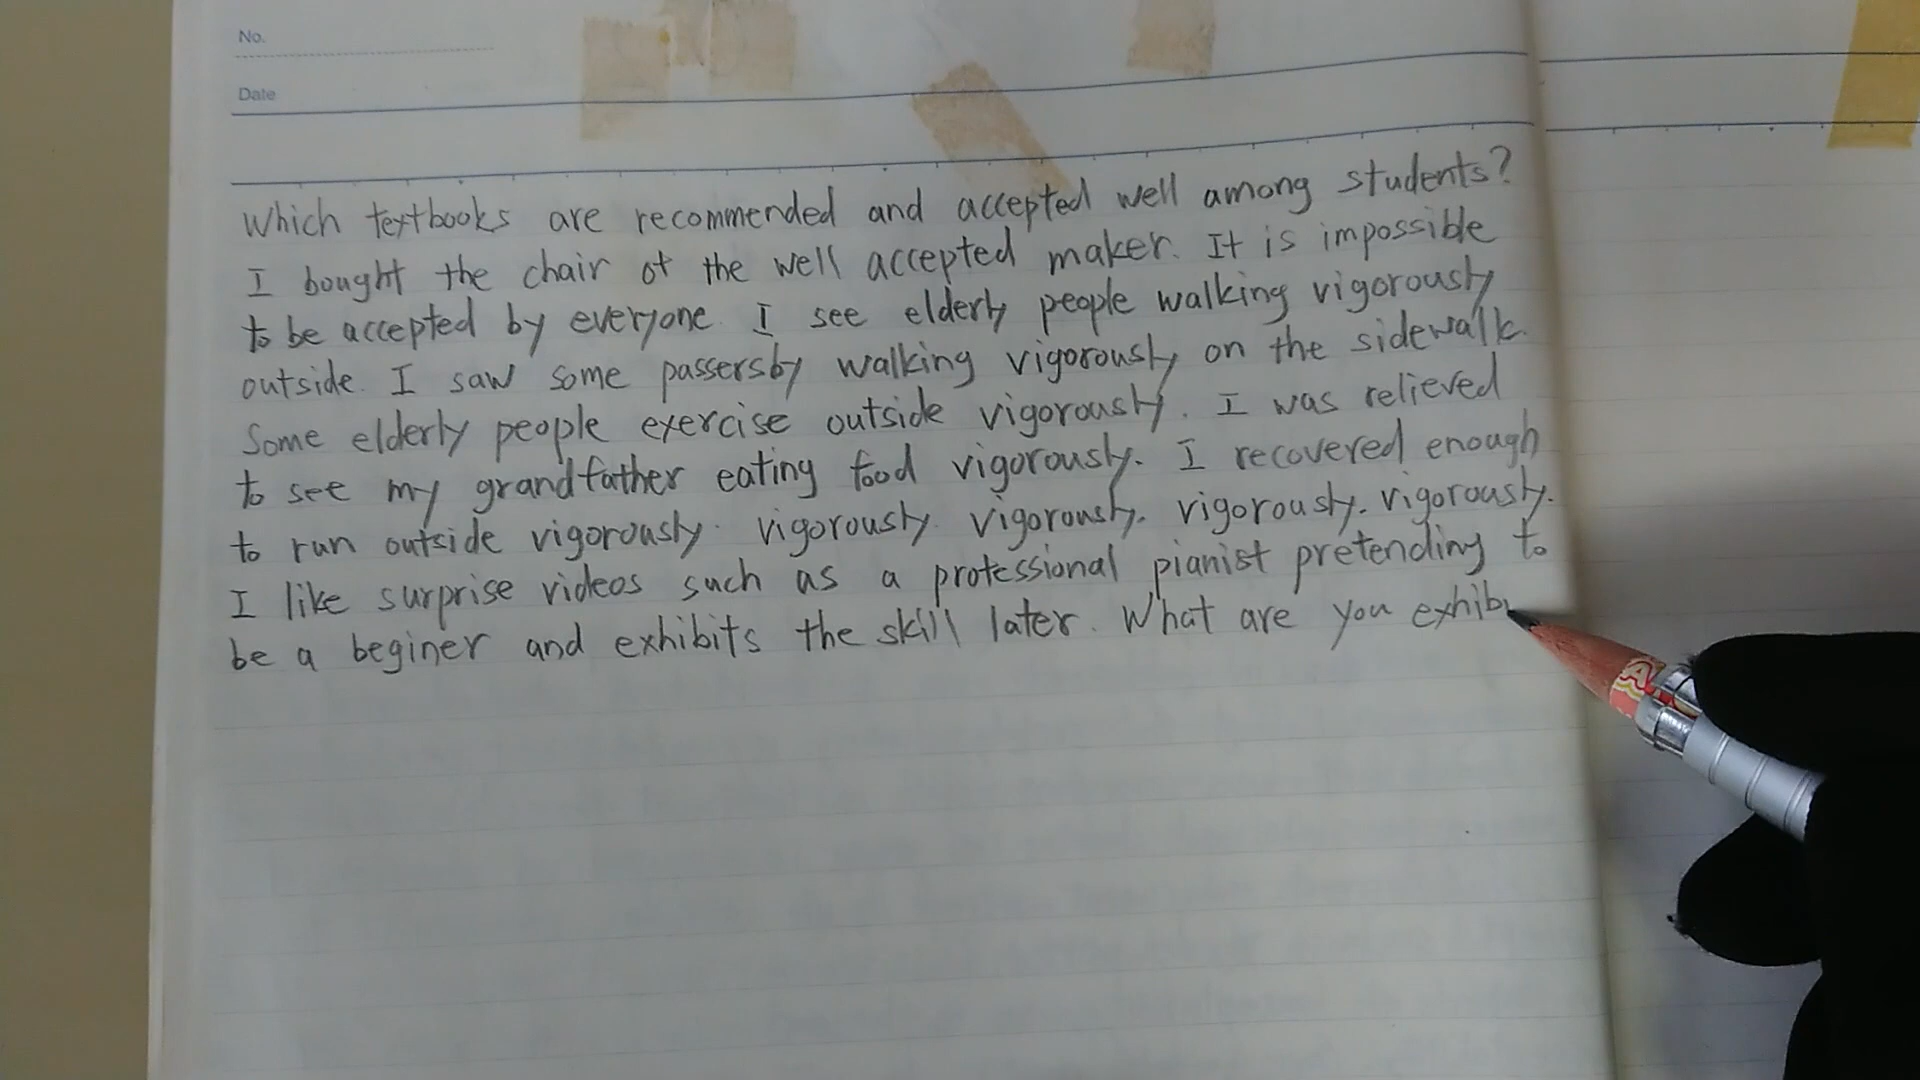 No.
Date
Which textbooks are recommended and accepted well among students?
I bought the chair of the well accepted maker. It is impossible
to be accepted by everyone. I see elderly people walking vigorously
outside. I saw some passersby walking vigorously on the sidewalk.
Some elderly people exercise outside vigorously. I was relieved
to see my grandfather eating food vigorously. I recovered enough
to run outside vigorously. vigorously. vigorously. vigorously. vigorously.
I like surprise videos such as a professional pianist pretending to
be a beginer and exhibits the skill later. What are you exhibi